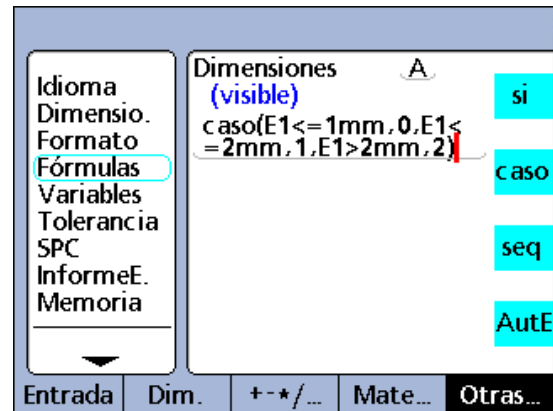 Idioma
Dimensio.
Formato
Fórmulas
Variables
Tolerancia
SPC
InformeE.
Memoria
Dimensiones A
(visible)
caso(E1<=1mm,0,E1<
=2mm,1,E1>2mm,2)
si
caso
seq
AutE
Entrada Dim. +-*/... Mate... Otras...